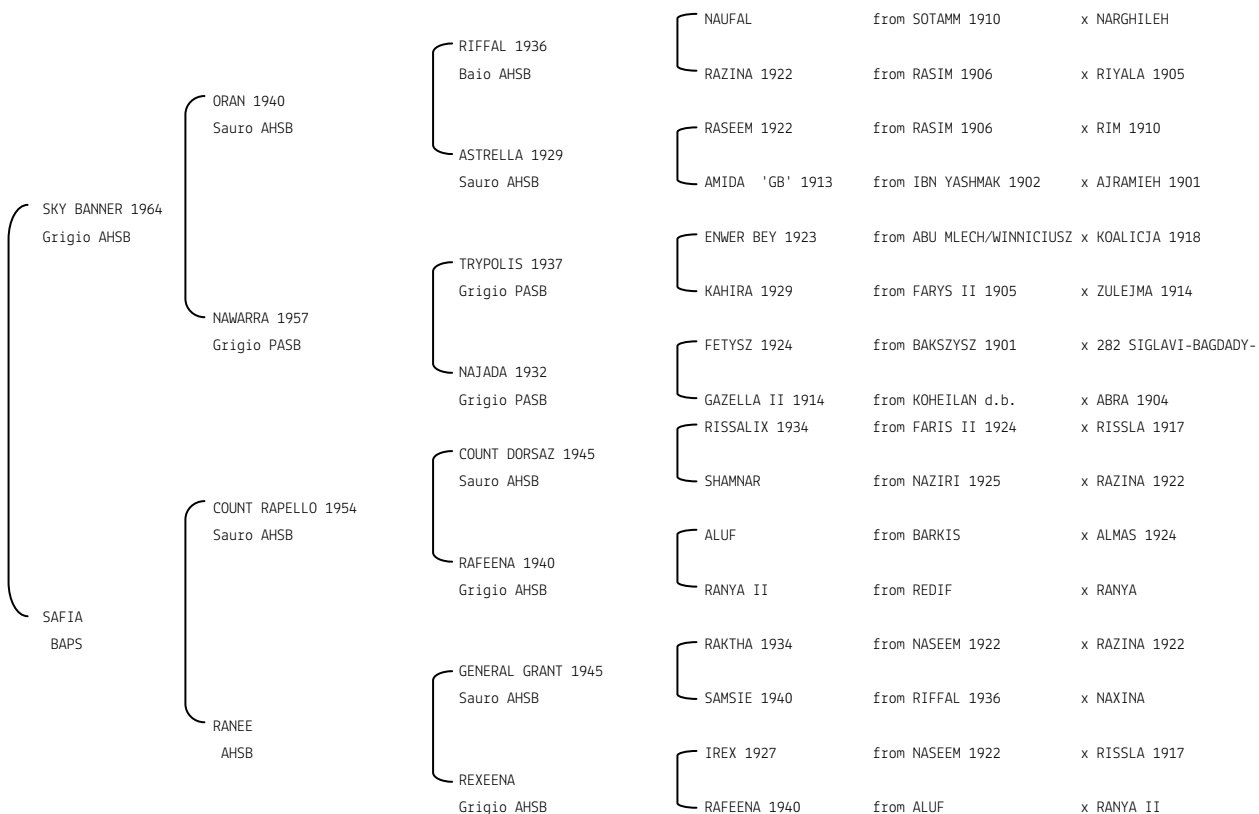 NAUFAL from SOTAMM 1910 x NARGHILEH
RIFFAL 1936
Baio AHSB
RAZINA 1922 from RASIM 1906 x RIYALA 1905
ORAN 1940
Sauro AHSB
RASEEM 1922 from RASIM 1906 x RIM 1910
ASTRELLA 1929
Sauro AHSB
AMIDA 'GB' 1913 from IBN YASHMAK 1902 x AJRAMIEH 1901
SKY BANNER 1964
Grigio AHSB
ENWER BEY 1923 from ABU MLECH/WINNICIUSZ x KOALICJA 1918
TRYPOLIS 1937
Grigio PASB
KAHIRA 1929 from FARYS II 1905 x ZULEJMA 1914
NAWARRA 1957
Grigio PASB
FETYSZ 1924 from BAKSZYSZ 1901 x 282 SIGLAVI-BAGDADY-
NAJADA 1932
Grigio PASB
GAZELLA II 1914 from KOHEILAN d.b. x ABRA 1904
RISSALIX 1934 from FARIS II 1924 x RISSLA 1917
COUNT DORSAZ 1945
Sauro AHSB
SHAMNAR from NAZIRI 1925 x RAZINA 1922
COUNT RAPELLO 1954
Sauro AHSB
ALUF from BARKIS x ALMAS 1924
RAFEENA 1940
Grigio AHSB
RANYA II from REDIF x RANYA
SAFIA
BAPS
RAKTHA 1934 from NASEEM 1922 x RAZINA 1922
GENERAL GRANT 1945
Sauro AHSB
SAMSIE 1940 from RIFFAL 1936 x NAXINA
RANEE
AHSB
IREX 1927 from NASEEM 1922 x RISSLA 1917
REXEENA
Grigio AHSB
RAFEENA 1940 from ALUF x RANYA II